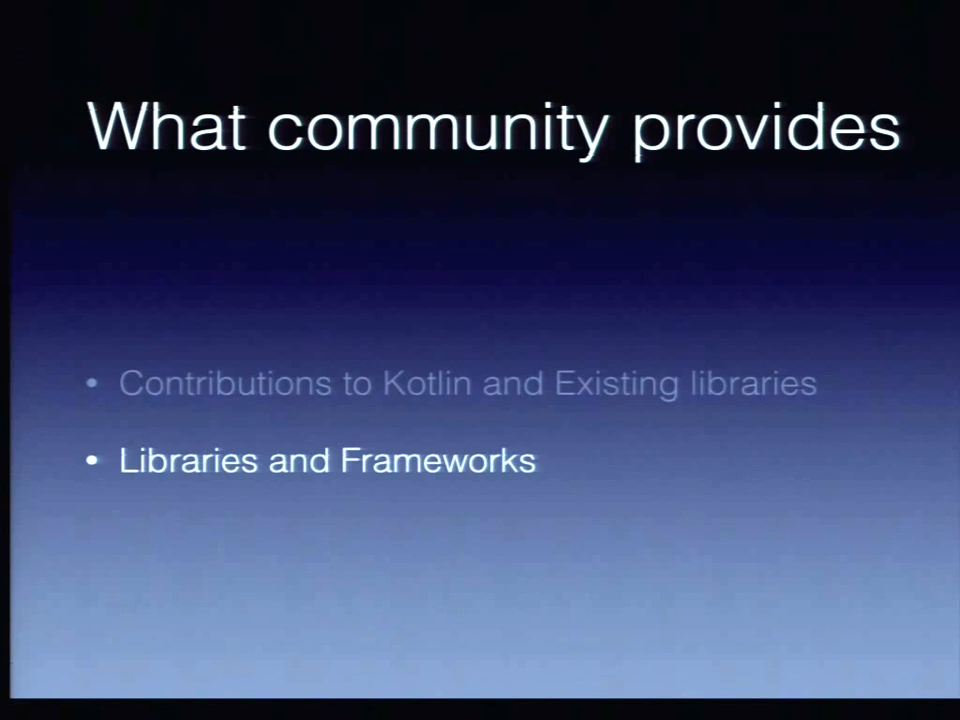 What community provides
• Contributions to Kotlin and Existing libraries
• Libraries and Frameworks